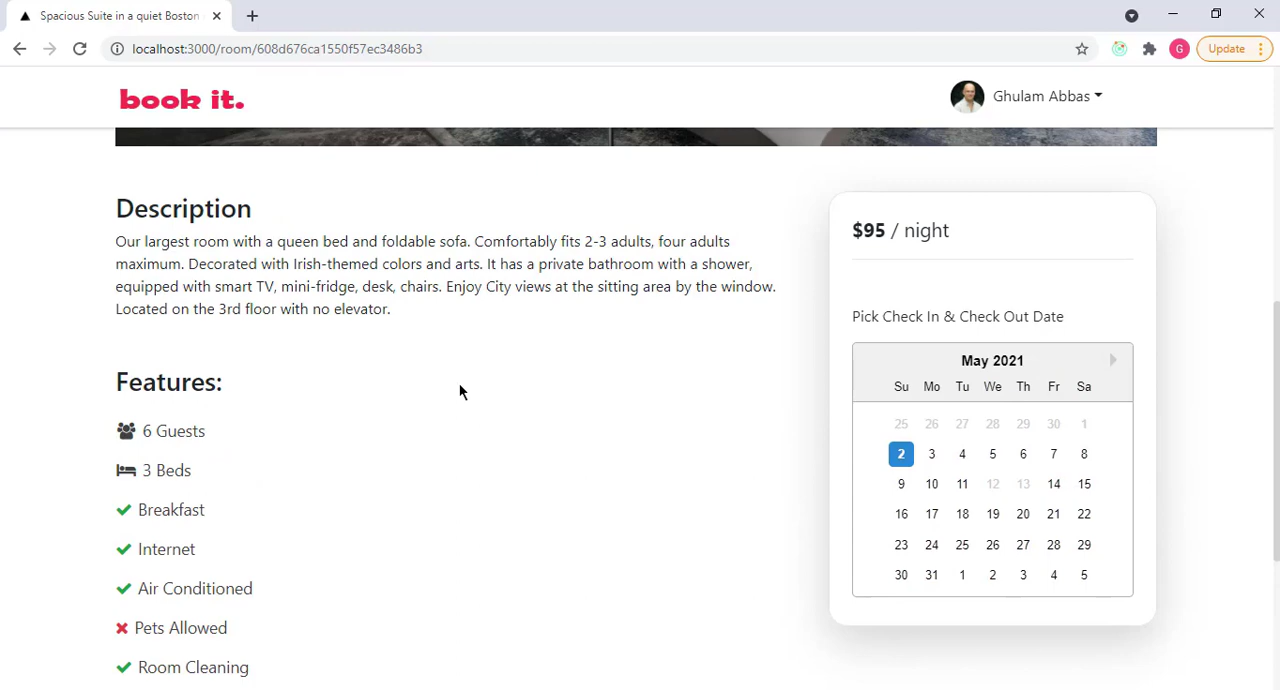 Spacious Suite in a quiet Boston
localhost:3000/room/608d676ca1550f57ec3486b3
G
Update
book it.
Ghulam Abbas
Description
Our largest room with a queen bed and foldable sofa. Comfortably fits 2-3 adults, four adults
maximum. Decorated with Irish-themed colors and arts. It has a private bathroom with a shower,
equipped with smart TV, mini-fridge, desk, chairs. Enjoy City views at the sitting area by the window.
Located on the 3rd floor with no elevator.
Features:
6 Guests
3 Beds
Breakfast
Internet
Air Conditioned
Pets Allowed
Room Cleaning
$95 / night
Pick Check In & Check Out Date
May 2021
Su Mo Tu We Th Fr Sa
25 26 27 28 29 30 1
2 3 4 5 6 7 8
9 10 11 12 13 14 15
16 17 18 19 20 21 22
23 24 25 26 27 28 29
30 31 1 2 3 4 5